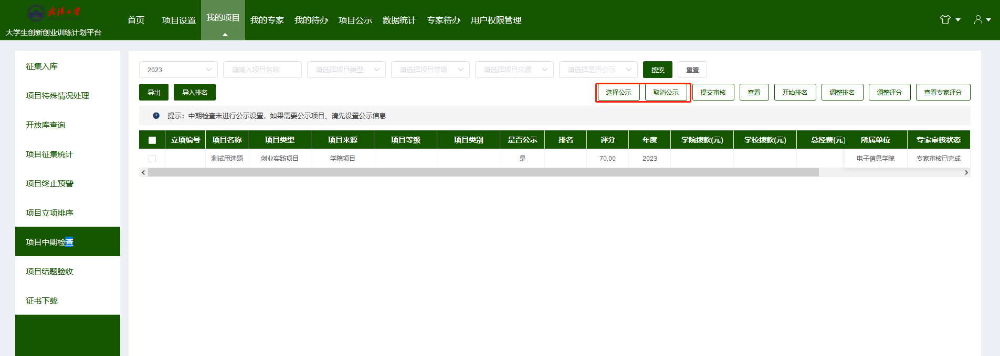 武汉大学
大学生创新创业训练计划平台
首页 项目设置 我的项目 我的专家 我的待办 项目公示 数据统计 专家待办 用户权限管理
征集入库
项目特殊情况处理
开放库查询
项目征集统计
项目终止预警
项目立项排序
项目中期检查
项目结题验收
证书下载
2023 请输入项目名称 请选择项目类型 请选择项目等级 请选择项目来源 请选择是否公示 搜索 重置
导出 导入排名 选择公示 取消公示 提交审核 查看 开始排名 调整排名 调整评分 查看专家评分
提示：中期检查未进行公示设置，如果需要公示项目、请先设置公示信息
立项编号 项目名称 项目类型 项目来源 项目等级 项目类别 是否公示 排名 评分 年度 学院拨款(元) 学校拨款(元) 总经费(元) 所属单位 专家审核状态
测试用选题 创业实践项目 学院项目 是 70.00 2023 电子信息学院 专家审核已完成